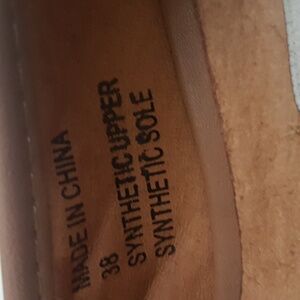 MADE IN CHINA
38
SYNTHETIC UPPER
SYNTHETIC SOLE